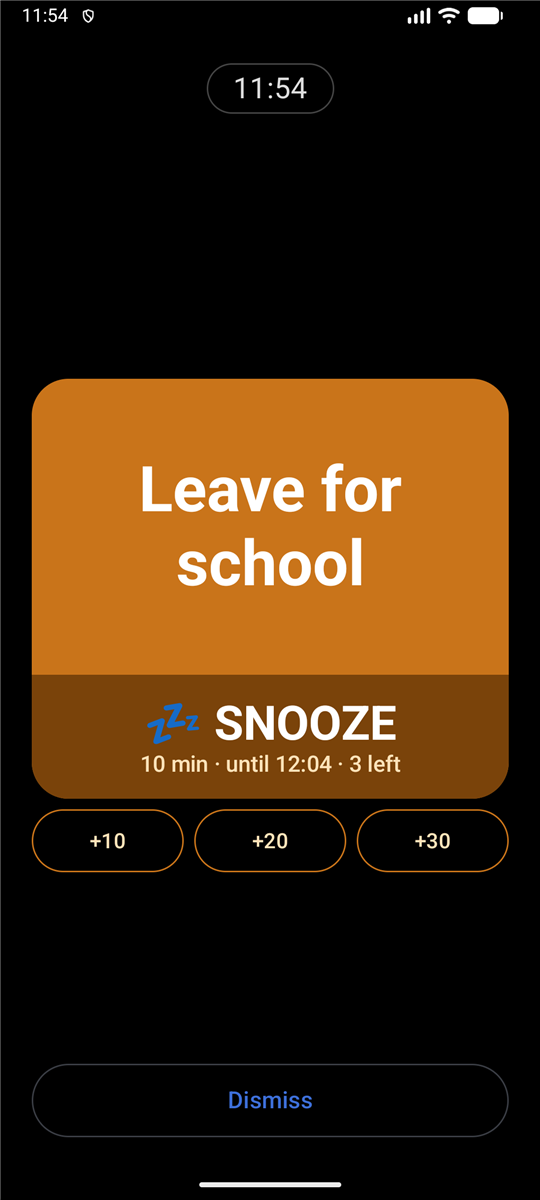 11:54
11:54
Leave for
school
💤 SNOOZE
10 min · until 12:04 · 3 left
+10 +20 +30
Dismiss